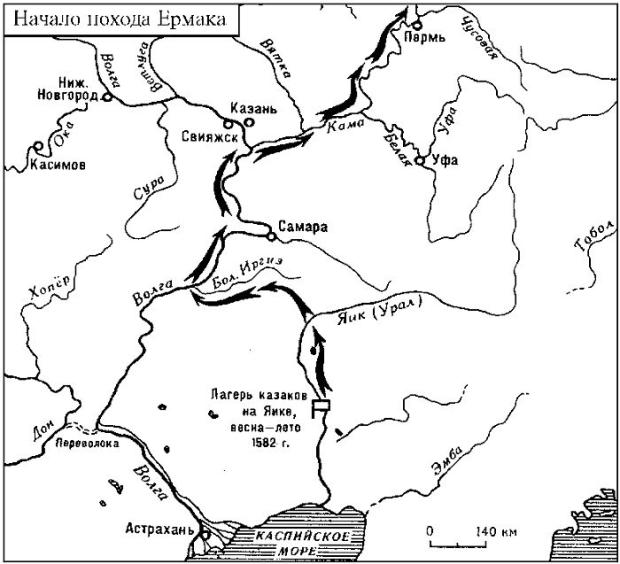 Начало похода Ермака
Пермь
Чусовая
Волга
Ветлуга
Вятка
Ниж.
Новгород
Казань
Свияжск
Кама
Уфа
Белая
Уфа
Ока
Касимов
Сура
Самара
Тобол
Хопёр
Волга
Бол. Иргиз
Яик (Урал)
Лагерь казаков
на Яике,
весна—лето
1582 г.
Дон
Переволока
Волга
Эмба
Астрахань
КАСПИЙСКОЕ
МОРЕ
0 140 км